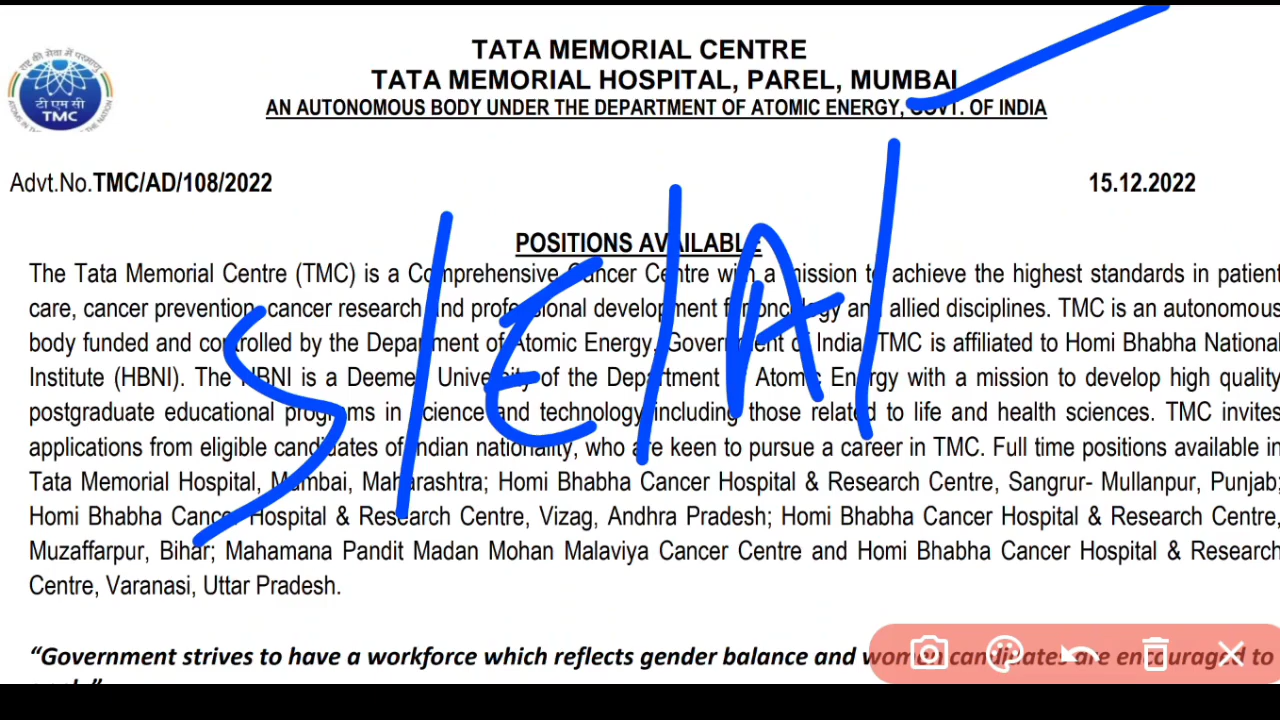 TATA MEMORIAL CENTRE
TATA MEMORIAL HOSPITAL, PAREL, MUMBAI
AN AUTONOMOUS BODY UNDER THE DEPARTMENT OF ATOMIC ENERGY, GOVT. OF INDIA
टी एम सी
TMC
Advt.No.TMC/AD/108/2022
15.12.2022
POSITIONS AVAILABLE
The Tata Memorial Centre (TMC) is a Comprehensive Cancer Centre with a mission to achieve the highest standards in patient
care, cancer prevention, cancer research and professional development for oncology and allied disciplines. TMC is an autonomous
body funded and controlled by the Department of Atomic Energy, Government of India. TMC is affiliated to Homi Bhabha National
Institute (HBNI). The HBNI is a Deemed University of the Department of Atomic Energy with a mission to develop high quality
postgraduate educational programs in science and technology including those related to life and health sciences. TMC invites
applications from eligible candidates of Indian nationality, who are keen to pursue a career in TMC. Full time positions available in
Tata Memorial Hospital, Mumbai, Maharashtra; Homi Bhabha Cancer Hospital & Research Centre, Sangrur- Mullanpur, Punjab;
Homi Bhabha Cancer Hospital & Research Centre, Vizag, Andhra Pradesh; Homi Bhabha Cancer Hospital & Research Centre,
Muzaffarpur, Bihar; Mahamana Pandit Madan Mohan Malaviya Cancer Centre and Homi Bhabha Cancer Hospital & Research
Centre, Varanasi, Uttar Pradesh.
S/E/A/
“Government strives to have a workforce which reflects gender balance and women candidates are encouraged to